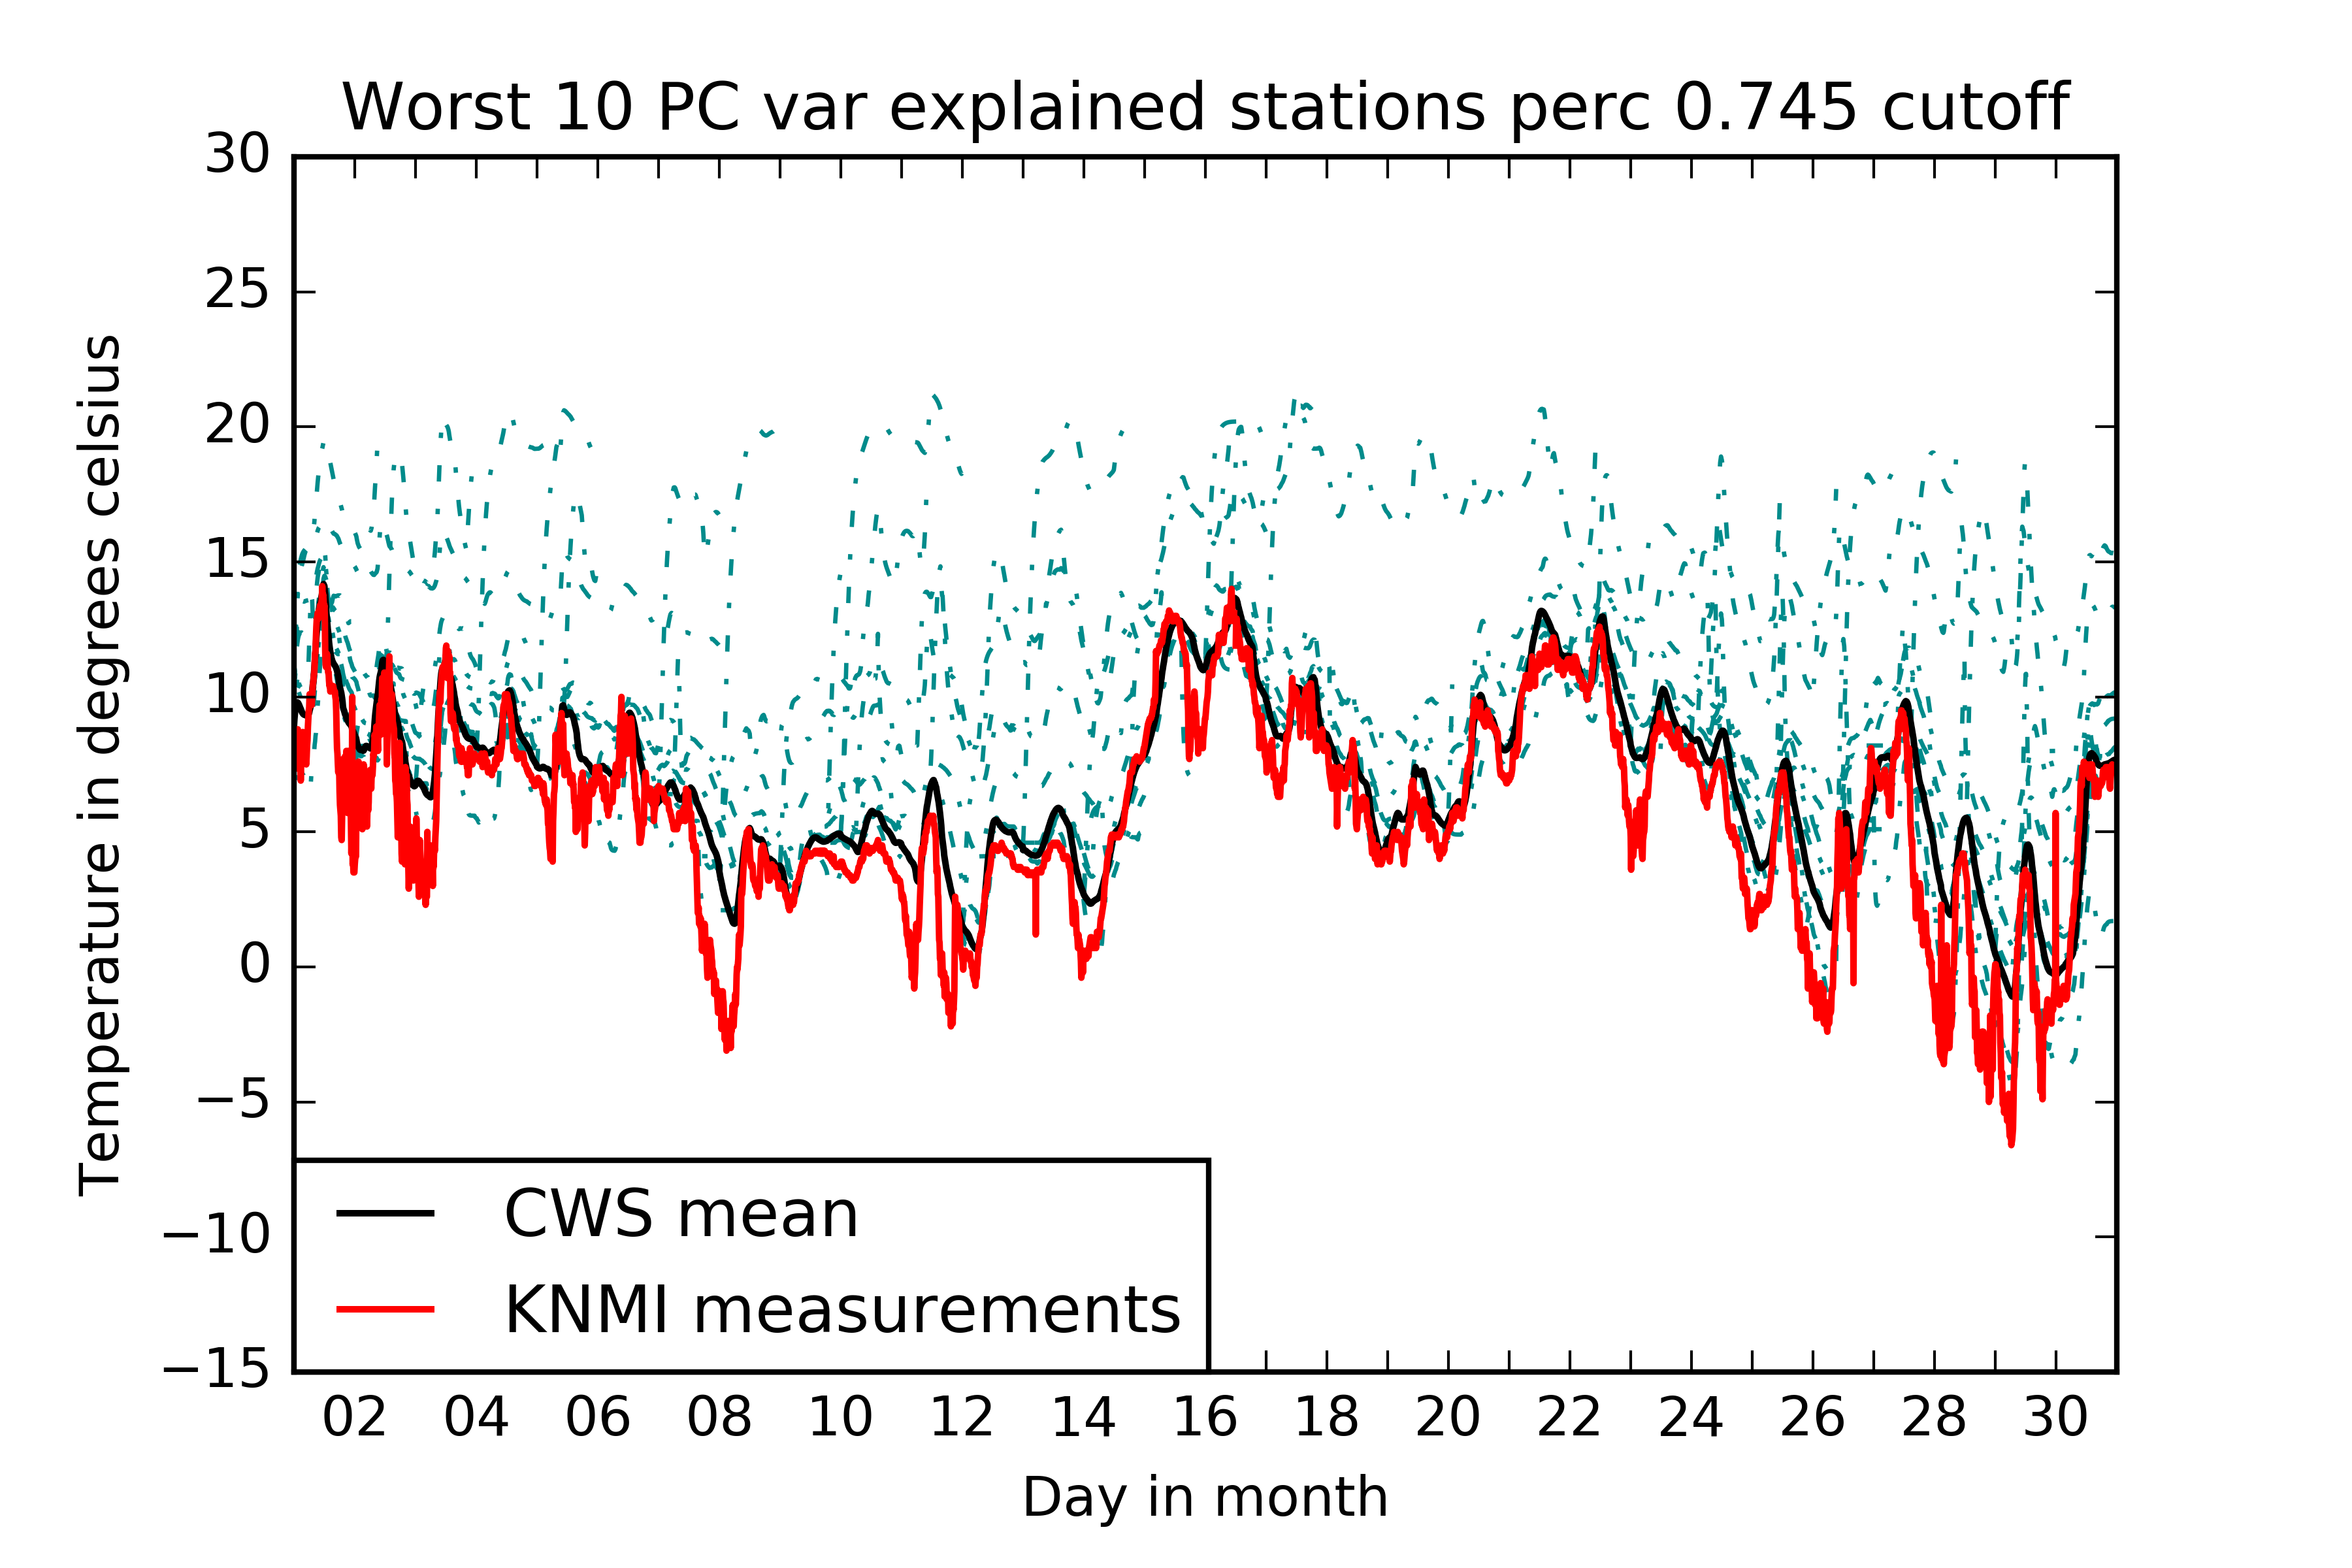 Worst 10 PC var explained stations perc 0.745 cutoff
30
25
20
15
10
5
0
−5
−10
−15
Temperature in degrees celsius
CWS mean
KNMI measurements
02 04 06 08 10 12 14 16 18 20 22 24 26 28 30
Day in month